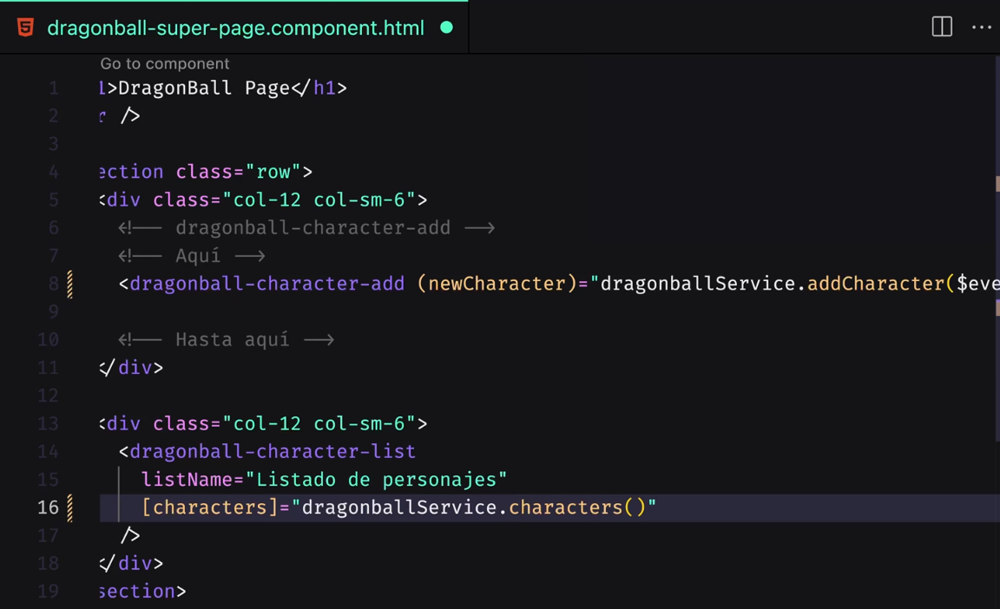 dragonball-super-page.component.html
Go to component
1 1>DragonBall Page</h1>
2 r />
3
4 ection class="row">
5 <div class="col-12 col-sm-6">
6 <!-- dragonball-character-add -->
7 <!-- Aquí -->
8 <dragonball-character-add (newCharacter)="dragonballService.addCharacter($eve
9
10 <!-- Hasta aquí -->
11 </div>
12
13 <div class="col-12 col-sm-6">
14 <dragonball-character-list
15 listName="Listado de personajes"
16 [characters]="dragonballService.characters()"
17 />
18 </div>
19 section>